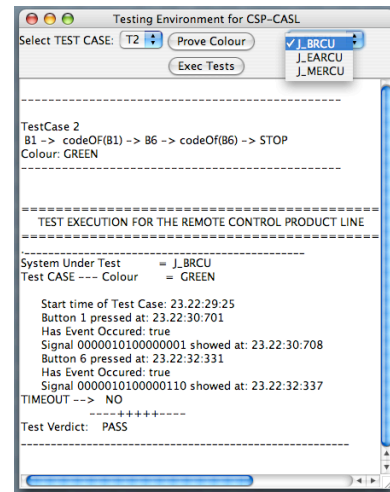 Testing Environment for CSP-CASL
Select TEST CASE: T2 Prove Colour ✓J_BRCU
J_EARCU
Exec Tests J_MERCU
--------------------------------------------
TestCase 2
B1 -> codeOf(B1) -> B6 -> codeOf(B6) -> STOP
Colour: GREEN
--------------------------------------------
==========================================
TEST EXECUTION FOR THE REMOTE CONTROL PRODUCT LINE
==========================================
.---------------------------------------
System Under Test = J_BRCU
Test CASE --- Colour = GREEN
Start time of Test Case: 23.22:29:25
Button 1 pressed at: 23.22:30:701
Has Event Occured: true
Signal 0000010100000001 showed at: 23.22:30:708
Button 6 pressed at: 23.22:32:331
Has Event Occured: true
Signal 0000010100000110 showed at: 23.22:32:337
TIMEOUT --> NO
----+++++----
Test Verdict: PASS
---------------------------------------------